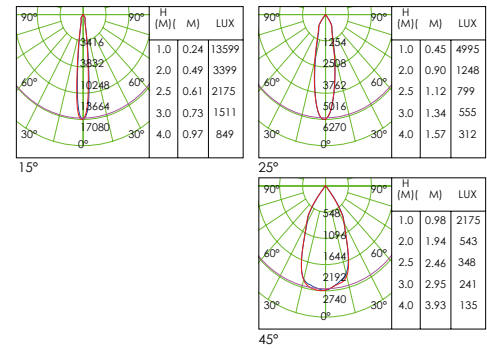 90° 90°
3416
3832
10248
13664
17080
60° 60°
30° 30°
0°
H
(M)( M) LUX
1.0 0.24 13599
2.0 0.49 3399
2.5 0.61 2175
3.0 0.73 1511
4.0 0.97 849
15°
90° 90°
1254
2508
3762
5016
6270
60° 60°
30° 30°
0°
H
(M)( M) LUX
1.0 0.45 4995
2.0 0.90 1248
2.5 1.12 799
3.0 1.34 555
4.0 1.57 312
25°
90° 90°
548
1096
1644
2192
2740
60° 60°
30° 30°
0°
H
(M)( M) LUX
1.0 0.98 2175
2.0 1.94 543
2.5 2.46 348
3.0 2.95 241
4.0 3.93 135
45°